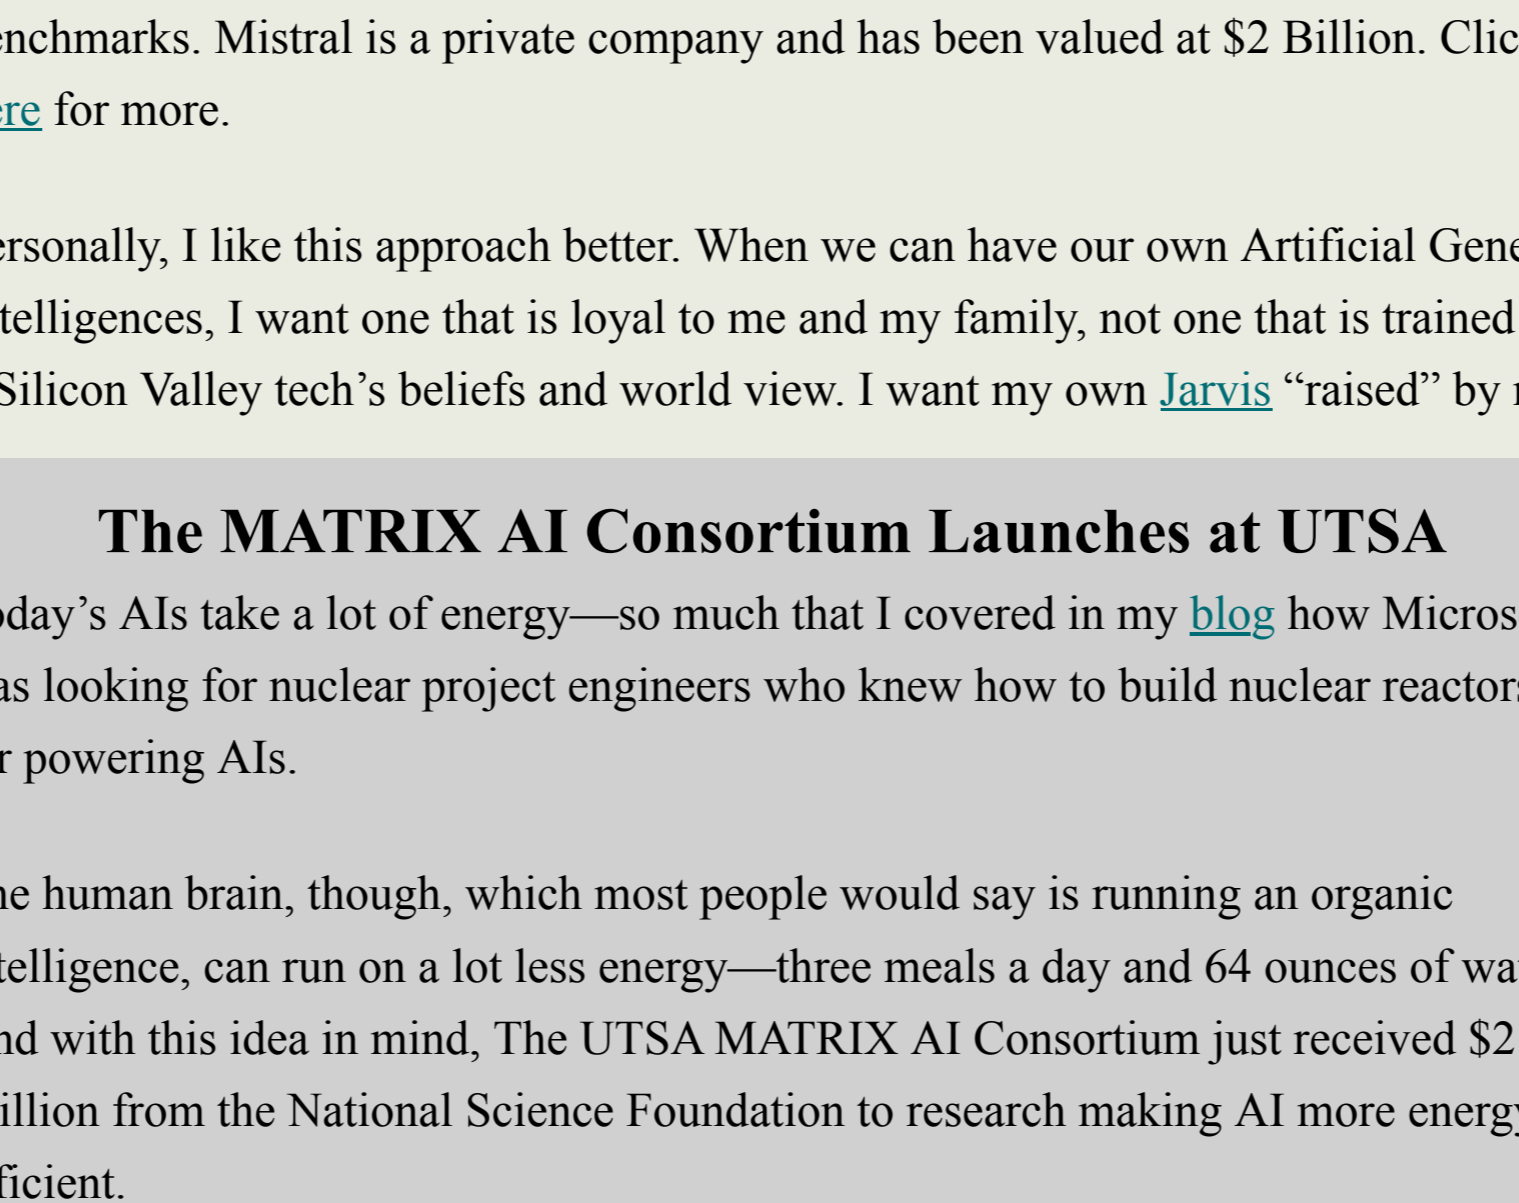 enchmarks. Mistral is a private company and has been valued at $2 Billion. Clic
ere for more.
ersonally, I like this approach better. When we can have our own Artificial Gene
telligences, I want one that is loyal to me and my family, not one that is trained
Silicon Valley tech’s beliefs and world view. I want my own Jarvis “raised” by
The MATRIX AI Consortium Launches at UTSA
oday’s AIs take a lot of energy—so much that I covered in my blog how Micros
as looking for nuclear project engineers who knew how to build nuclear reactors
r powering AIs.
he human brain, though, which most people would say is running an organic
telligence, can run on a lot less energy—three meals a day and 64 ounces of wat
nd with this idea in mind, The UTSA MATRIX AI Consortium just received $2
illion from the National Science Foundation to research making AI more energy
ficient.